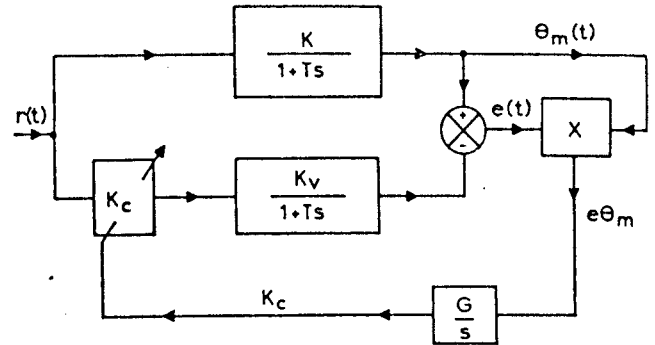 K
1+Ts
θm(t)
r(t)
+
-
e(t)
X
Kc
Kv
1+Ts
eθm
Kc
G
s